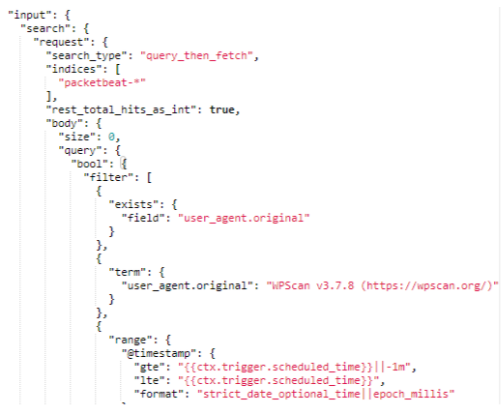 "input": {
"search": {
"request": {
"search_type": "query_then_fetch",
"indices": [
"packetbeat-*"
],
"rest_total_hits_as_int": true,
"body": {
"size": 0,
"query": {
"bool": {
"filter": [
{
"exists": {
"field": "user_agent.original"
}
},
{
"term": {
"user_agent.original": "WPScan v3.7.8 (https://wpscan.org/)"
}
},
{
"range": {
"@timestamp": {
"gte": "{{ctx.trigger.scheduled_time}}||-1m",
"lte": "{{ctx.trigger.scheduled_time}}",
"format": "strict_date_optional_time||epoch_millis"